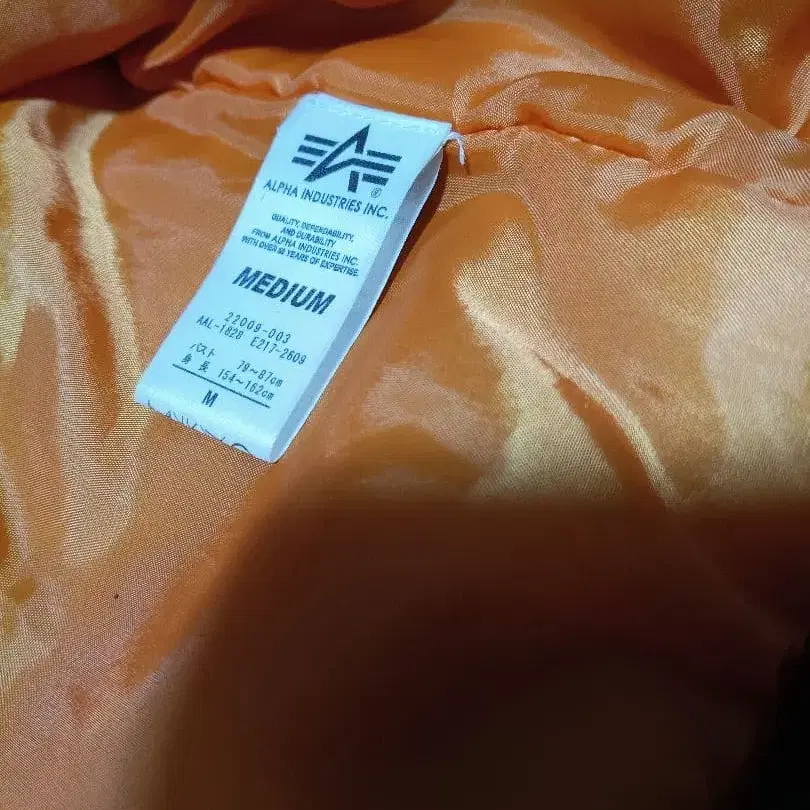 ALPHA INDUSTRIES INC.
QUALITY, DEPENDABILITY,
AND DURABILITY
FROM ALPHA INDUSTRIES INC.
WITH OVER 50 YEARS OF EXPERTISE.
MEDIUM
22009-003
AAL-1828 E217-2609
バスト 79～87cm
身長 154～162cm
M